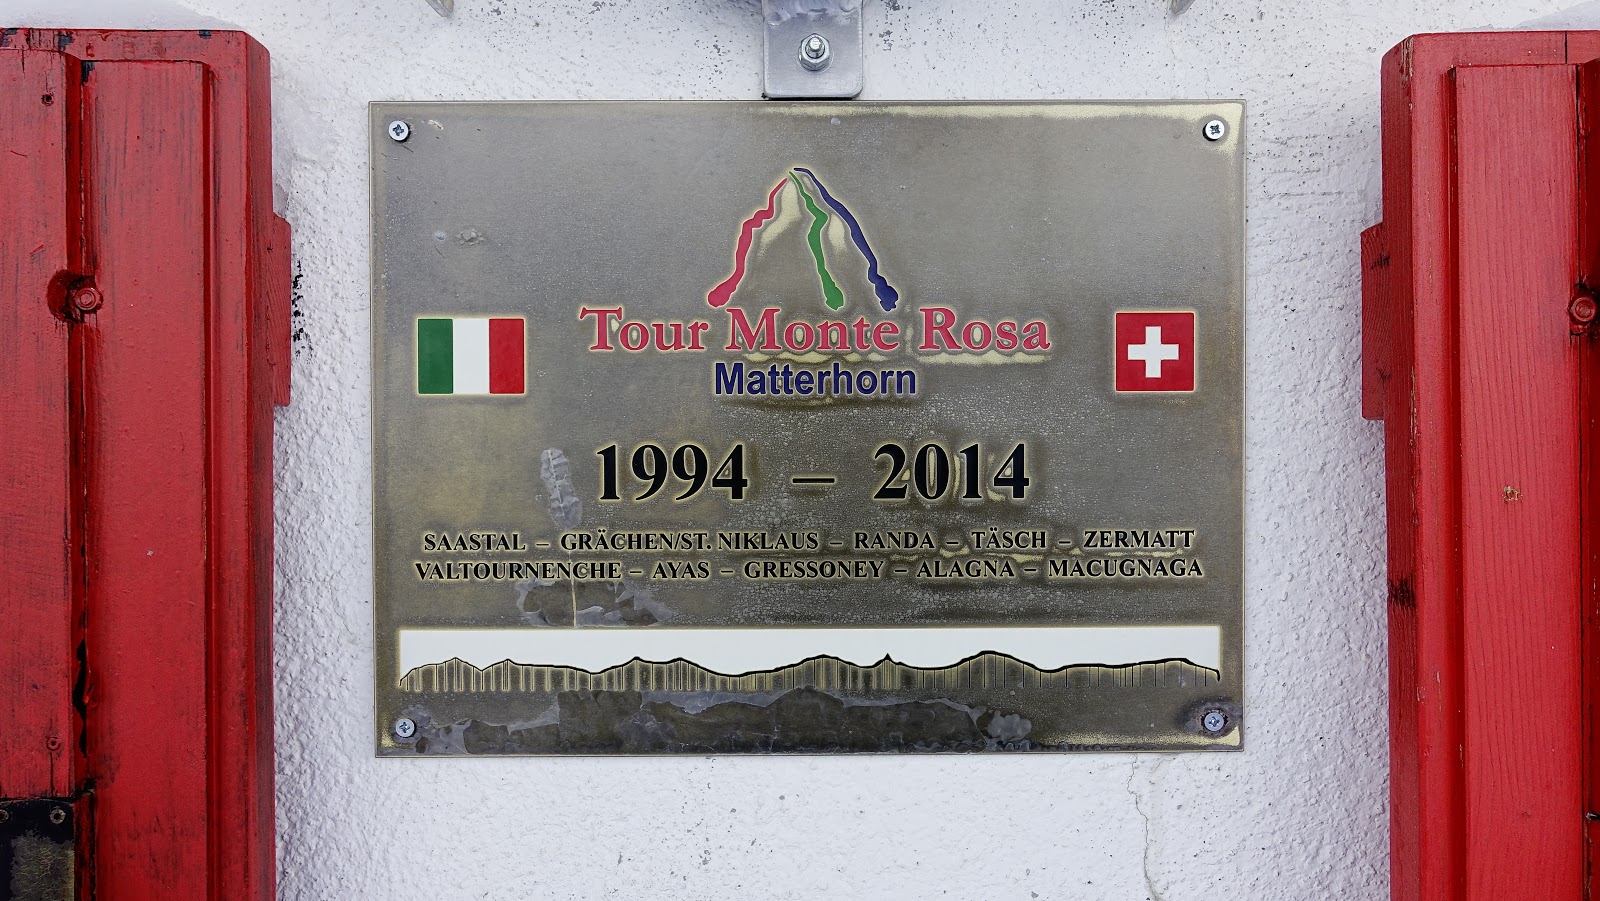 Tour Monte Rosa
Matterhorn
1994 – 2014
SAASTAL – GRÄCHEN/ST. NIKLAUS – RANDA – TÄSCH – ZERMATT
VALTOURNENCHE – AYAS – GRESSONEY – ALAGNA – MACUGNAGA